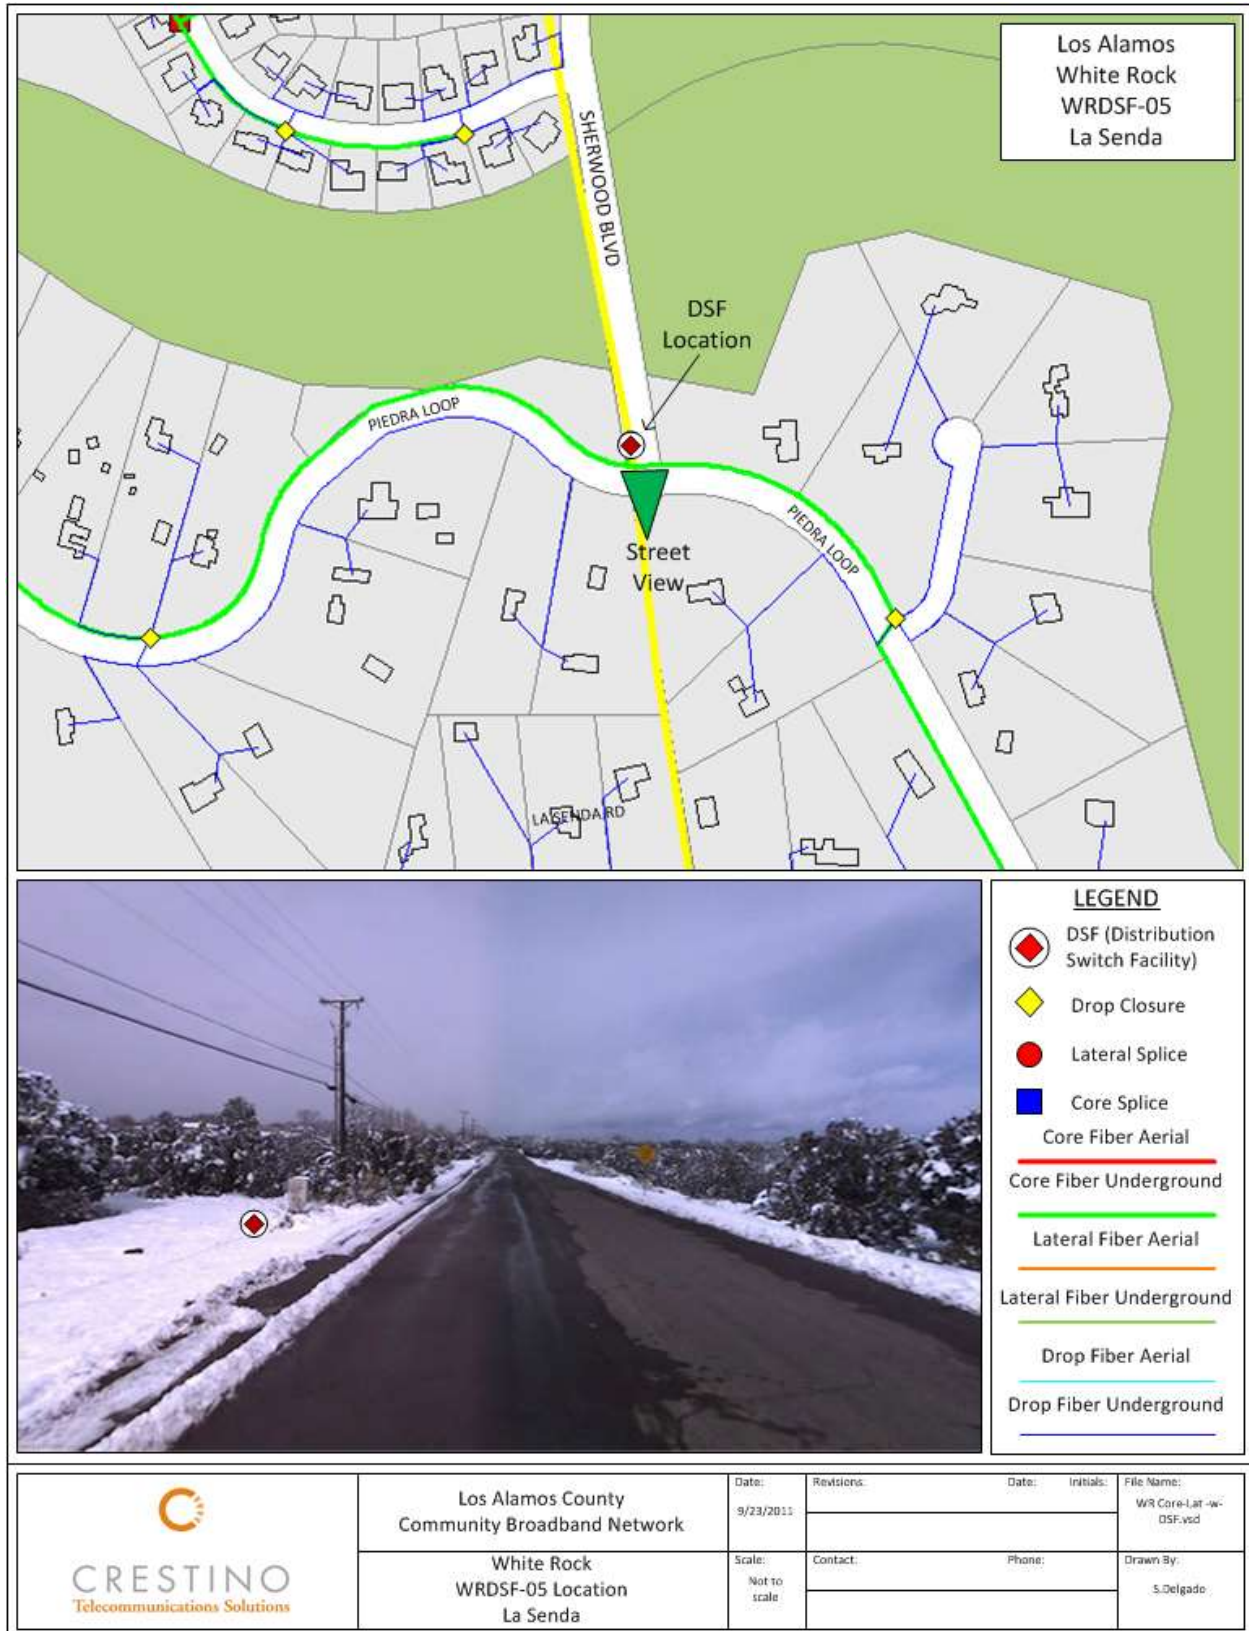 Los Alamos
White Rock
WRDSF-05
La Senda
SHERWOOD BLVD
DSF
Location
PIEDRA LOOP
PIEDRA LOOP
Street
View
LA SENDA RD
LEGEND
DSF (Distribution
Switch Facility)
Drop Closure
Lateral Splice
Core Splice
Core Fiber Aerial
Core Fiber Underground
Lateral Fiber Aerial
Lateral Fiber Underground
Drop Fiber Aerial
Drop Fiber Underground
CRESTINO
Telecommunications Solutions
Los Alamos County
Community Broadband Network
White Rock
WRDSF-05 Location
La Senda
Date:
9/23/2011
Scale:
Not to
scale
Revisions:
Date:
Initials:
Contact:
Phone:
File Name:
WR Core-Lat -w-
DSF.vsd
Drawn By:
S.Delgado